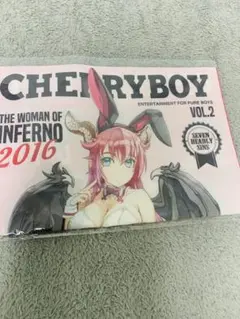 CHERRYBOY
ENTERTAINMENT FOR PURE BOYS
VOL.2
THE WOMAN OF
INFERNO
2016
SEVEN
DEADLY
SINS